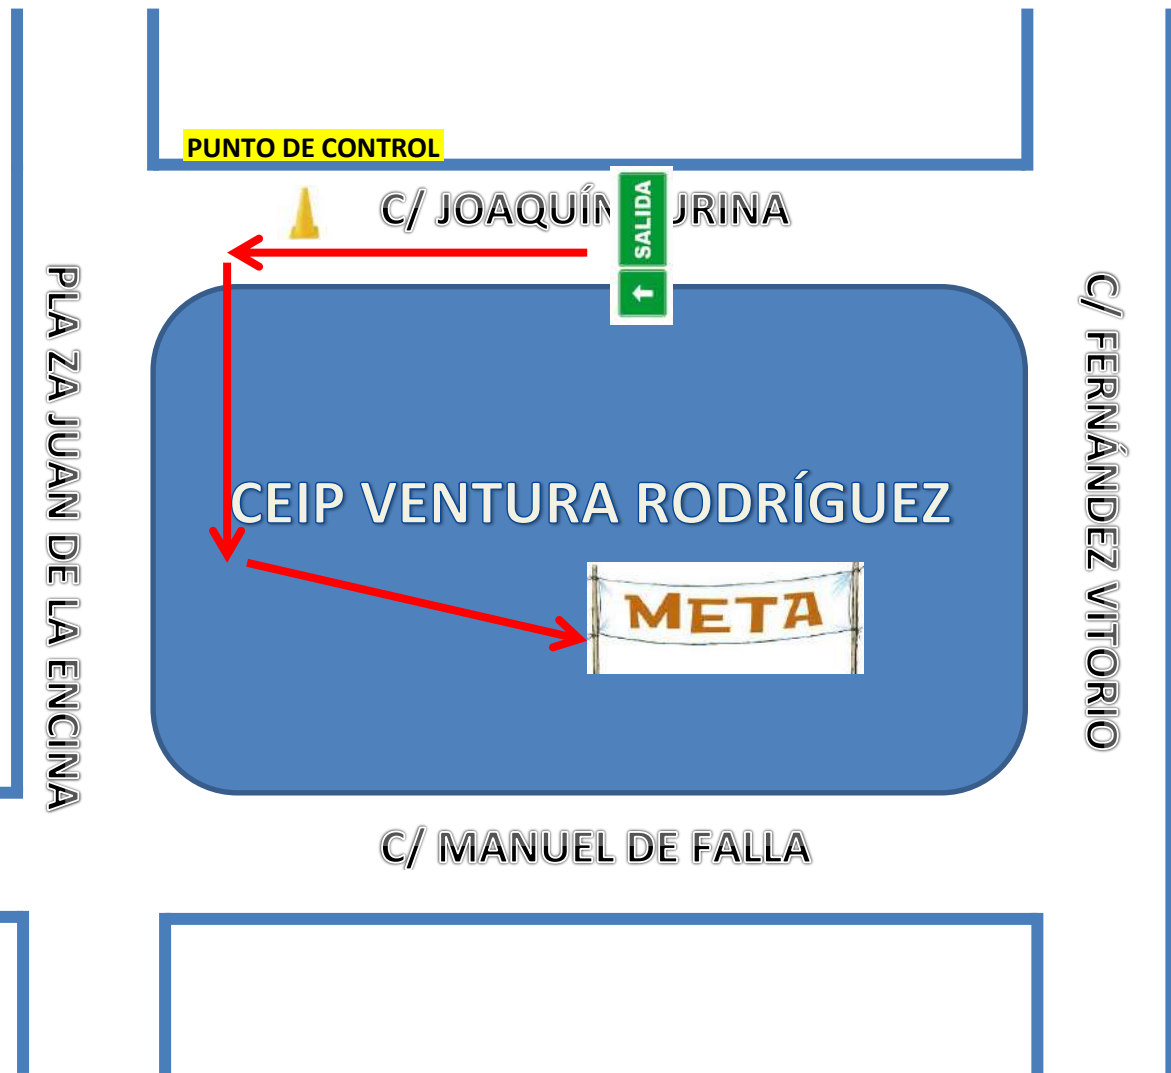 PUNTO DE CONTROL
C/ JOAQUÍN URINA
SALIDA
PLA ZA JUAN DE LA ENCINA
C/ FERNÁNDEZ VITORIO
CEIP VENTURA RODRÍGUEZ
META
C/ MANUEL DE FALLA